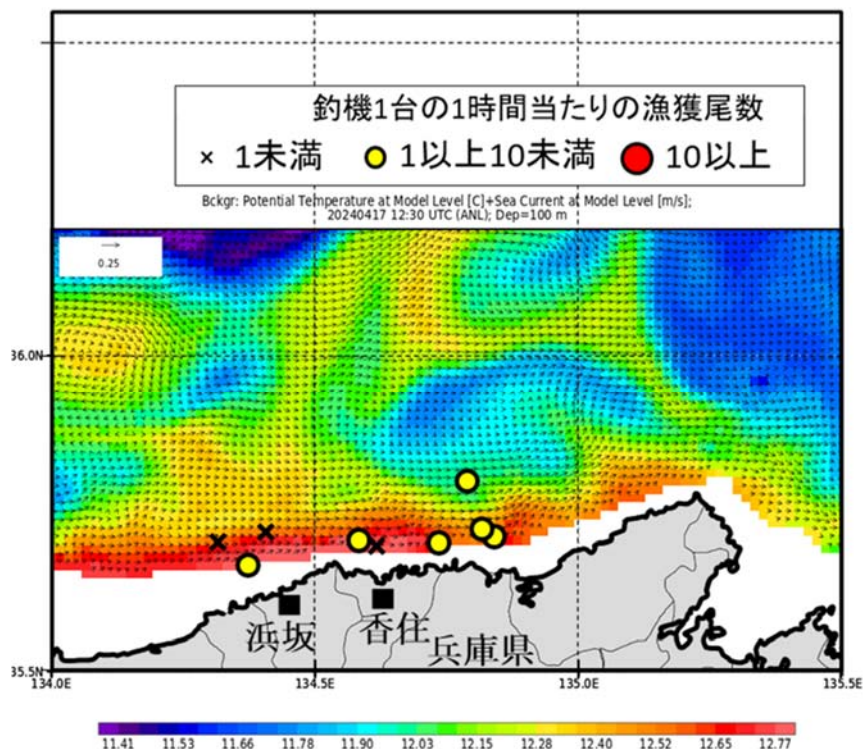 釣機1台の1時間当たりの漁獲尾数
× 1未満 1以上10未満 10以上
Bckgr: Potential Temperature at Model Level [C]+Sea Current at Model Level [m/s];
20240417 12:30 UTC (ANL); Dep=100 m
0.25
36.0N
浜坂
香住
兵庫県
35.5N
134.0E 134.5E 135.0E 135.5E
11.41 11.53 11.66 11.78 11.90 12.03 12.15 12.28 12.40 12.52 12.65 12.77